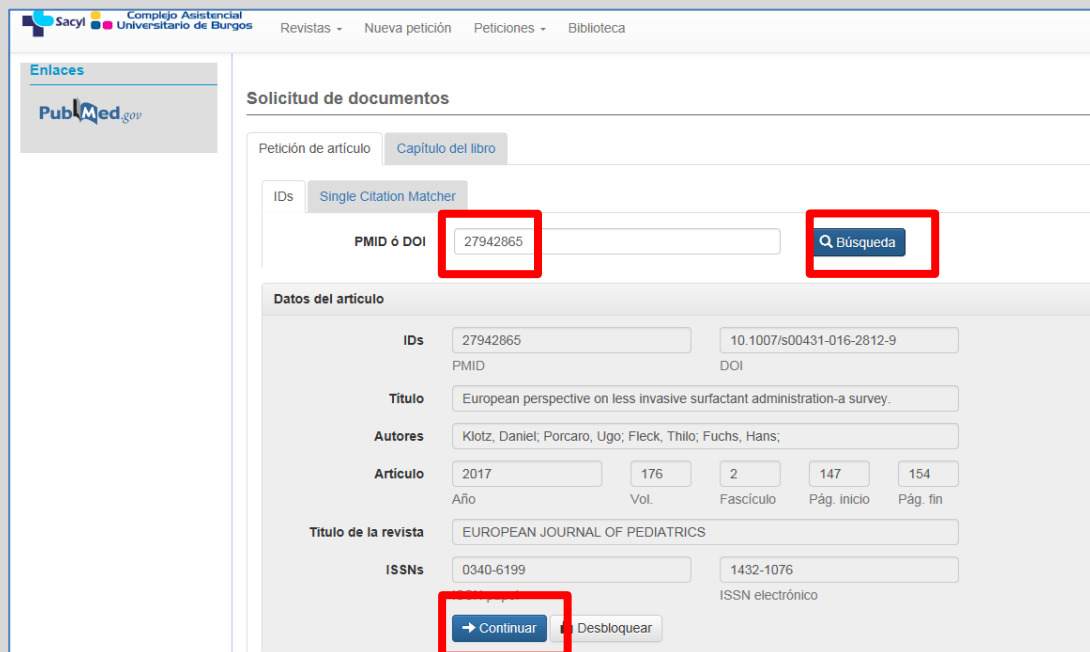 Sacyl Complejo Asistencial
Universitario de Burgos
Revistas Nueva petición Peticiones Biblioteca
Enlaces
PubMed.gov
Solicitud de documentos
Petición de artículo Capítulo del libro
IDs Single Citation Matcher
PMID ó DOI 27942865 Búsqueda
Datos del artículo
IDs 27942865 10.1007/s00431-016-2812-9
PMID DOI
Título European perspective on less invasive surfactant administration-a survey.
Autores Klotz, Daniel; Porcaro, Ugo; Fleck, Thilo; Fuchs, Hans;
Artículo 2017 176 2 147 154
Año Vol. Fascículo Pág. inicio Pág. fin
Título de la revista EUROPEAN JOURNAL OF PEDIATRICS
ISSNs 0340-6199 1432-1076
ISSN electrónico
Continuar Desbloquear